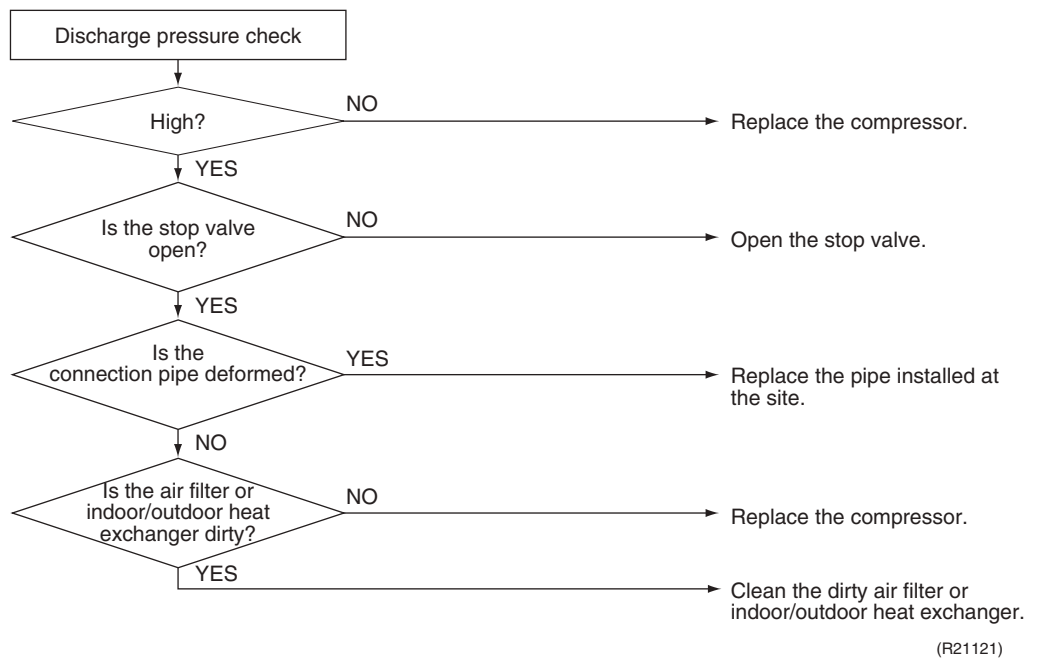 Discharge pressure check
High?
NO
Replace the compressor.
YES
Is the stop valve
open?
NO
Open the stop valve.
YES
Is the
connection pipe deformed?
YES
Replace the pipe installed at
the site.
NO
Is the air filter or
indoor/outdoor heat
exchanger dirty?
NO
Replace the compressor.
YES
Clean the dirty air filter or
indoor/outdoor heat exchanger.
(R21121)